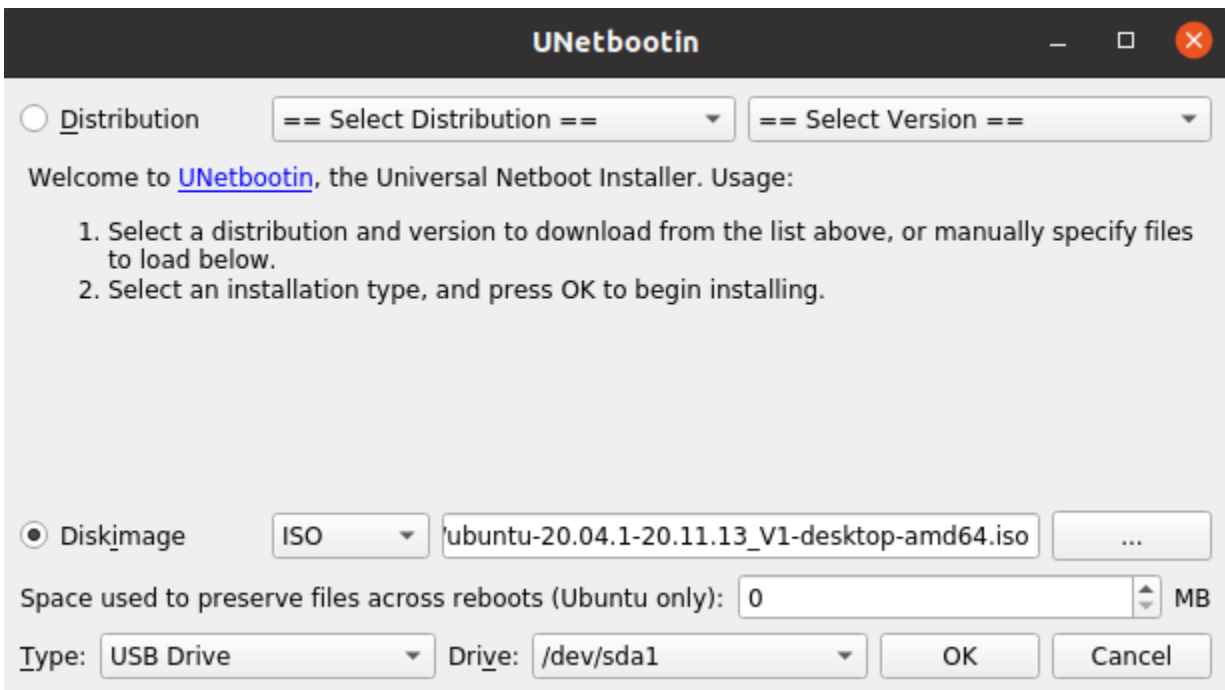 UNetbootin
Distribution == Select Distribution == == Select Version ==
Welcome to UNetbootin, the Universal Netboot Installer. Usage:
1. Select a distribution and version to download from the list above, or manually specify files
to load below.
2. Select an installation type, and press OK to begin installing.
Diskimage ISO /ubuntu-20.04.1-20.11.13_V1-desktop-amd64.iso ...
Space used to preserve files across reboots (Ubuntu only): 0 MB
Type: USB Drive Drive: /dev/sda1 OK Cancel